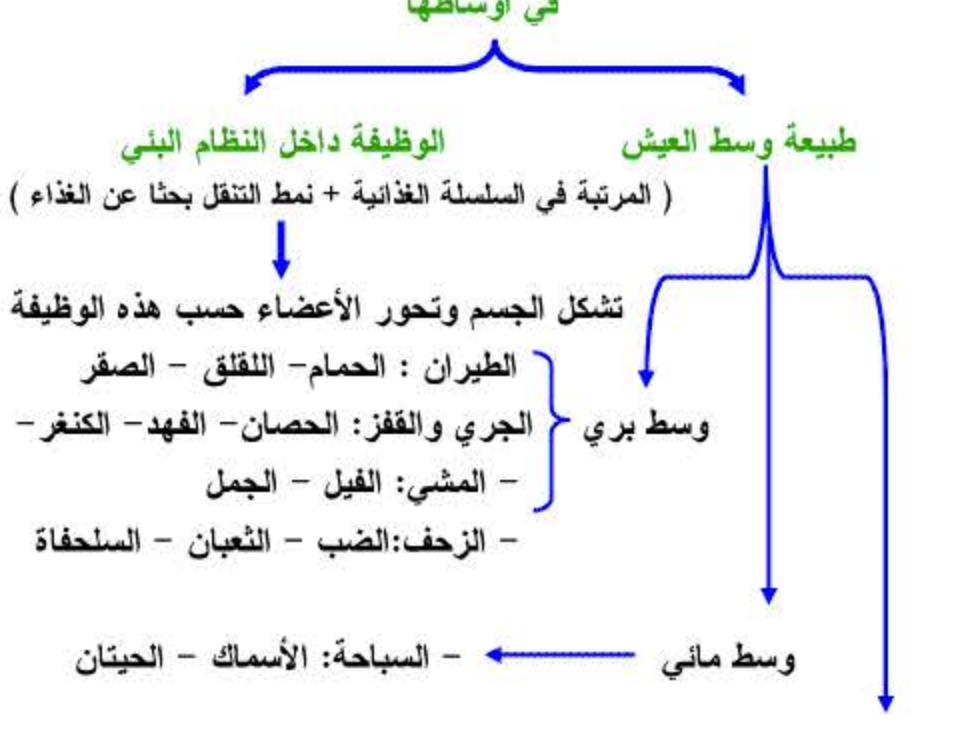 في أوساطها
طبيعة وسط العيش
الوظيفة داخل النظام البئي
( المرتبة في السلسلة الغذائية + نمط التنقل بحثا عن الغذاء )
تشكل الجسم وتحور الأعضاء حسب هذه الوظيفة
وسط بري
الطيران : الحمام– اللقلق – الصقر
الجري والقفز: الحصان– الفهد– الكنغر–
– المشي: الفيل – الجمل
– الزحف:الضب – الثعبان – السلحفاة
وسط مائي
– السباحة: الأسماك – الحيتان